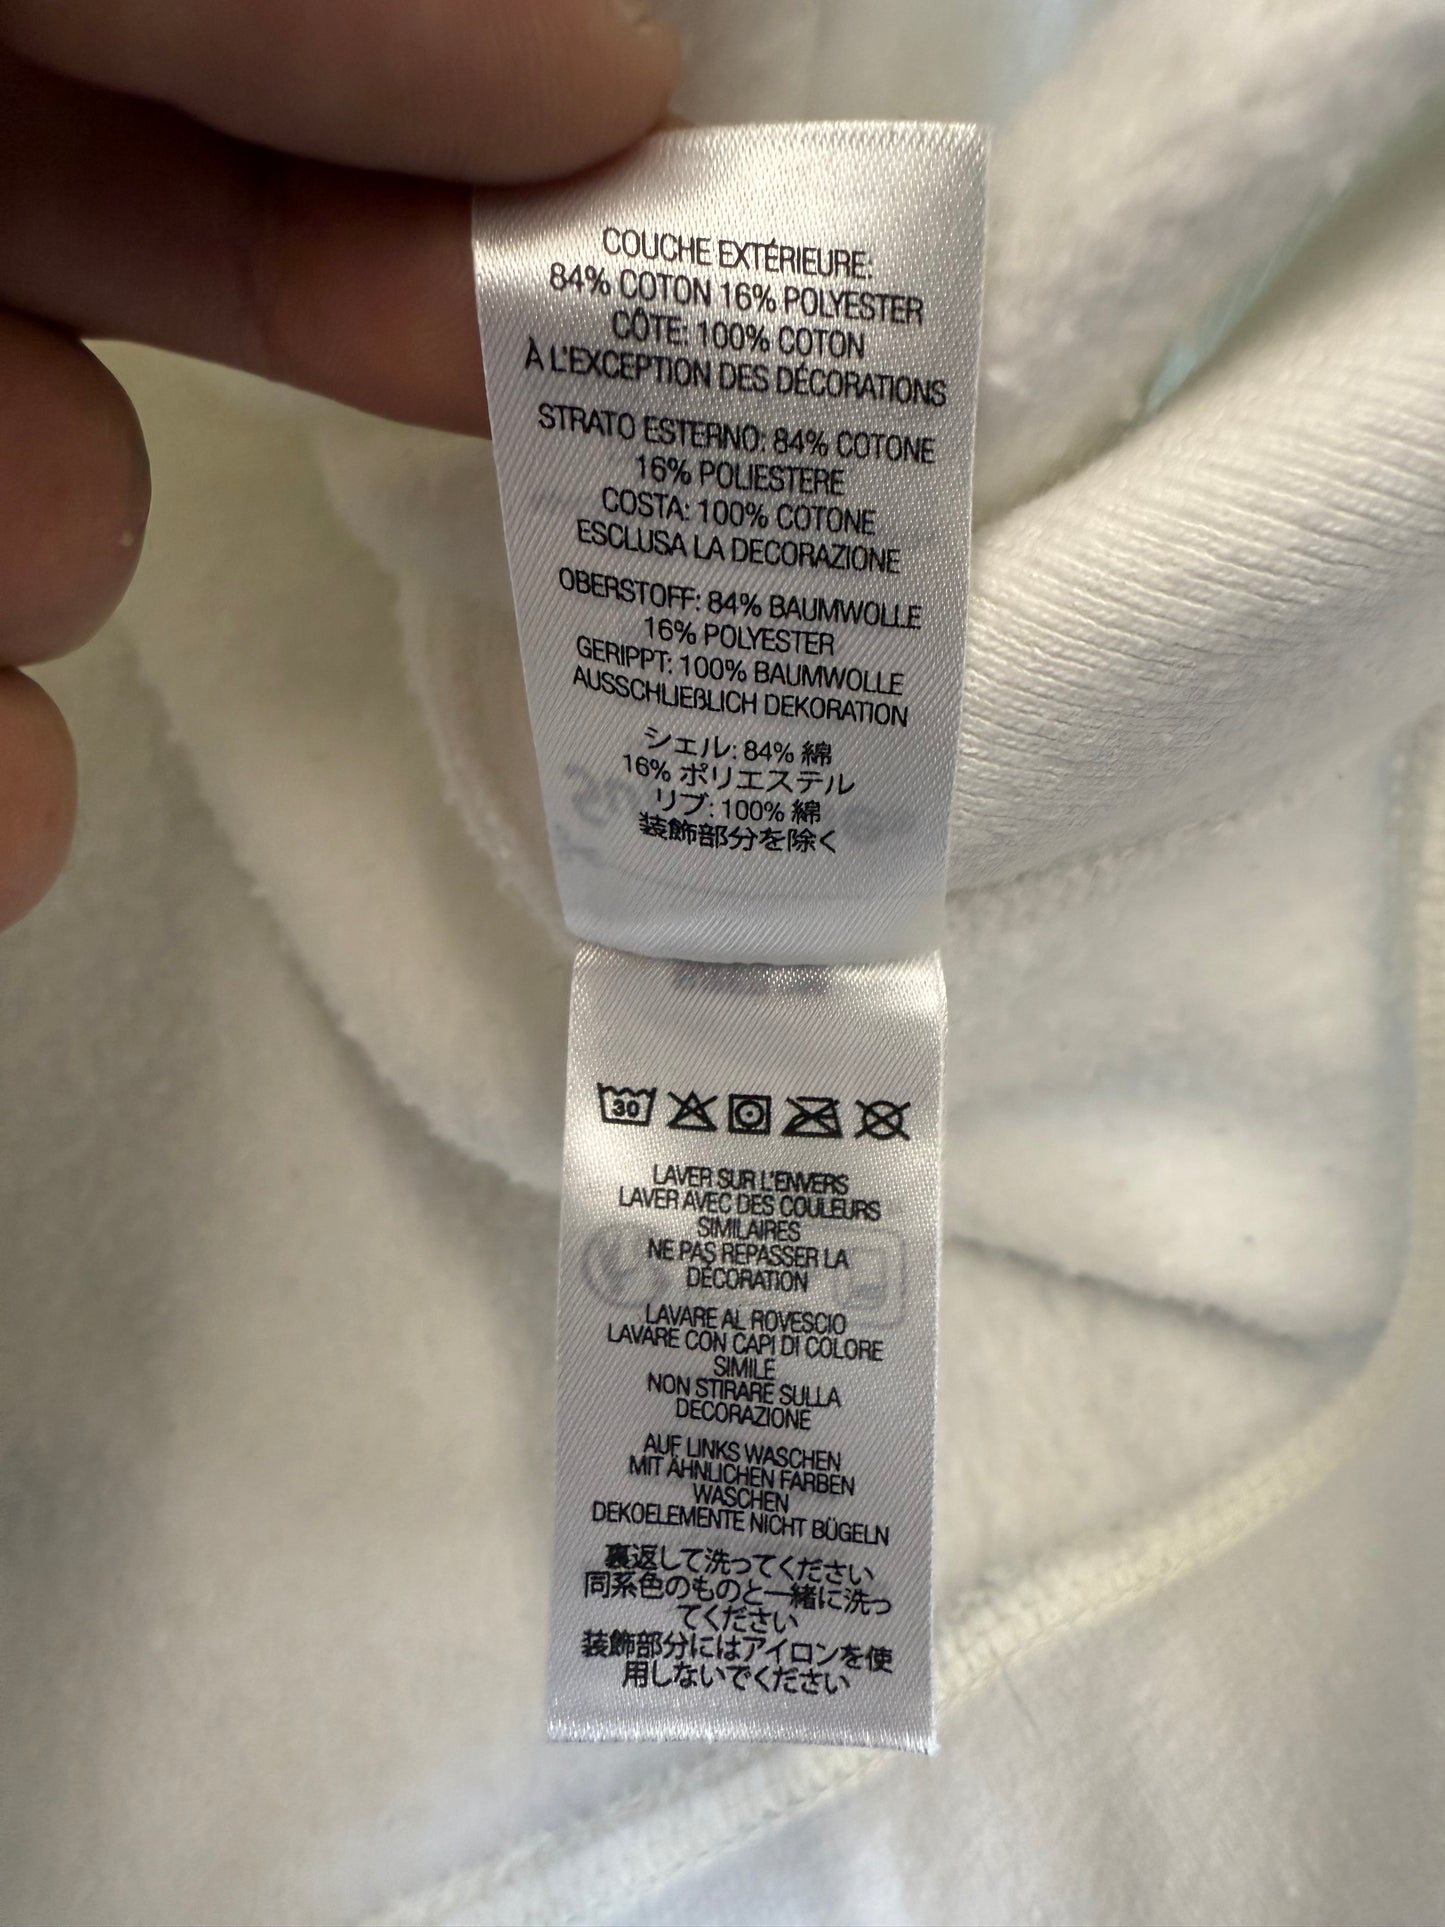 COUCHE EXTÉRIEURE:
84% COTON 16% POLYESTER
CÔTE: 100% COTON
À L'EXCEPTION DES DÉCORATIONS
STRATO ESTERNO: 84% COTONE
16% POLIESTERE
COSTA: 100% COTONE
ESCLUSA LA DECORAZIONE
OBERSTOFF: 84% BAUMWOLLE
16% POLYESTER
GERIPPT: 100% BAUMWOLLE
AUSSCHLIEßLICH DEKORATION
シェル: 84% 綿
16% ポリエステル
リブ: 100% 綿
装飾部分を除く
30
LAVER SUR L'ENVERS
LAVER AVEC DES COULEURS
SIMILAIRES
NE PAS REPASSER LA
DÉCORATION
LAVARE AL ROVESCIO
LAVARE CON CAPI DI COLORE
SIMILE
NON STIRARE SULLA
DECORAZIONE
AUF LINKS WASCHEN
MIT ÄHNLICHEN FARBEN
WASCHEN
DEKOELEMENTE NICHT BÜGELN
裏返して洗ってください
同系色のものと一緒に洗っ
てください
装飾部分にはアイロンを使
用しないでください